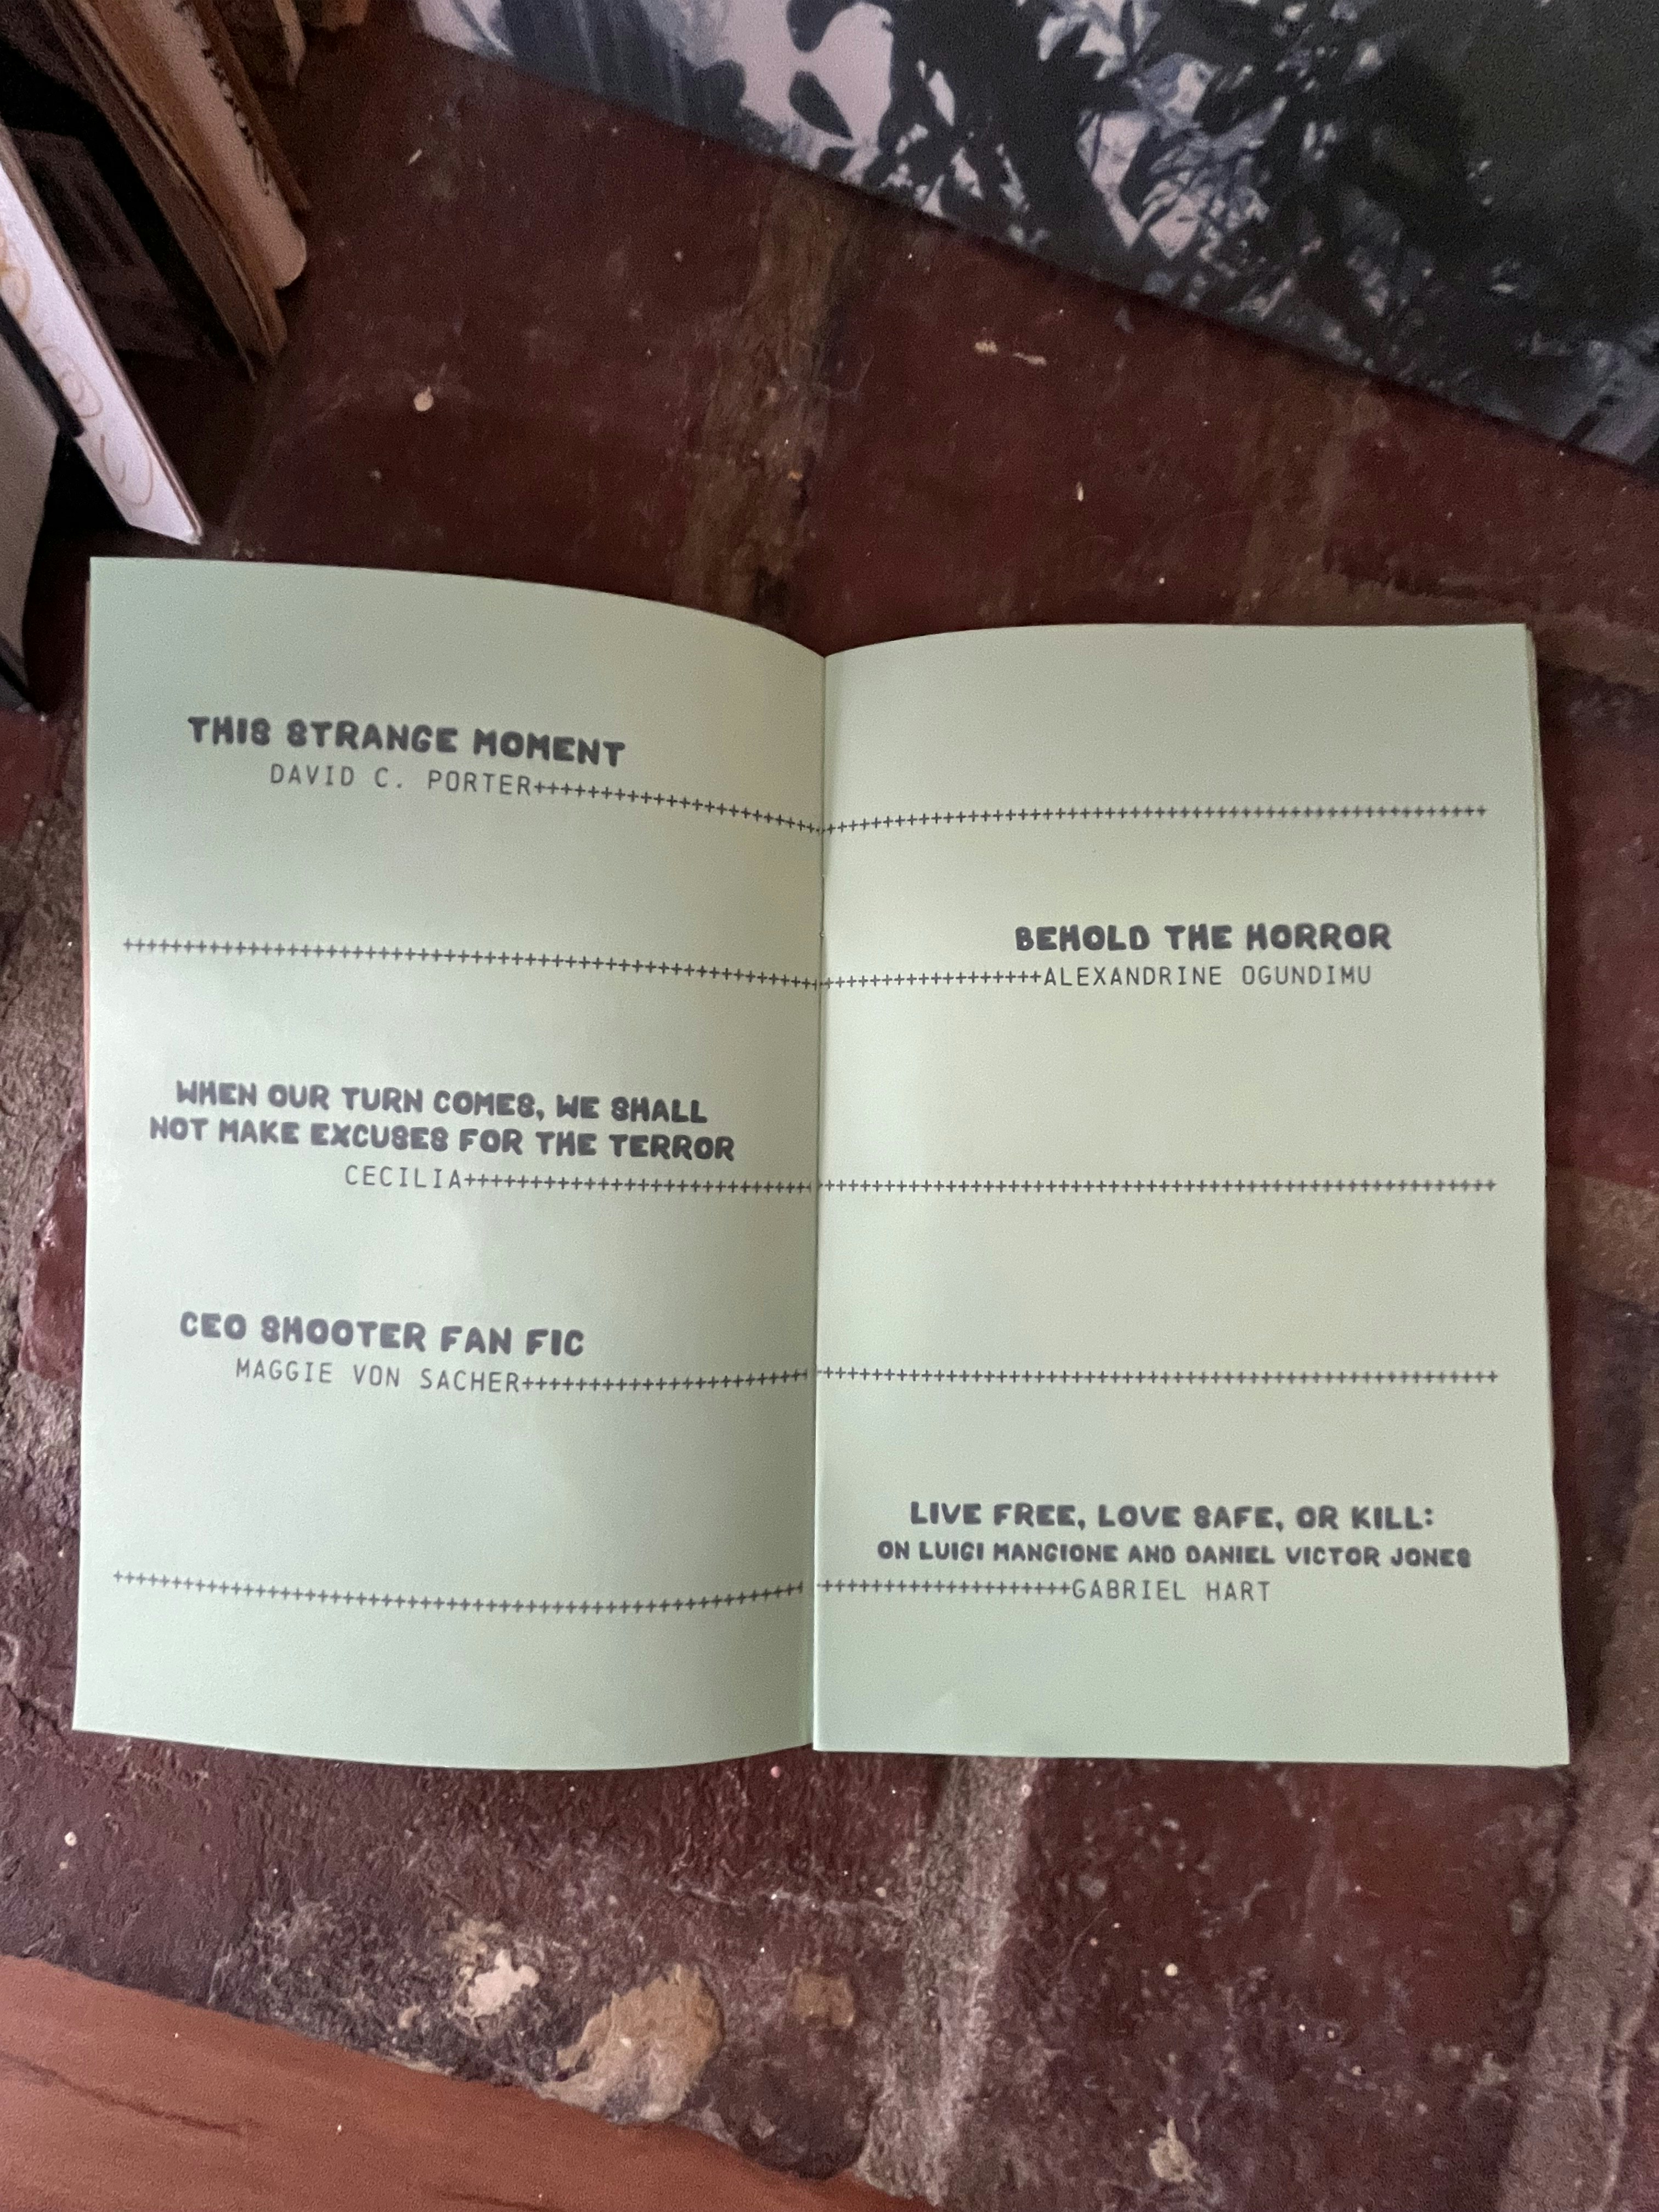 THIS STRANGE MOMENT
DAVID C. PORTER++++++++++++++++++++++++++++++++++++++++++++++++++++++++++++++++++++++++++++++
++++++++++++++++++++++++++++++++++++++++++++++++++++++++++++++++++++++++++++++
BEHOLD THE HORROR
ALEXANDRINE OGUNDIMU
WHEN OUR TURN COMES, WE SHALL
NOT MAKE EXCUSES FOR THE TERROR
CECILIA++++++++++++++++++++++++++++++++++++++++++++++++++++++++++++++++++++++++++++++++++++
CEO SHOOTER FAN FIC
MAGGIE VON SACHER++++++++++++++++++++++++++++++++++++++++++++++++++++++++++++++++++++++++++++++
LIVE FREE, LOVE SAFE, OR KILL:
ON LUIGI MANGIONE AND DANIEL VICTOR JONES
++++++++++++++++++++++++++++++++++++++++++++++++++++++++++++++++++++++++++++++GABRIEL HART